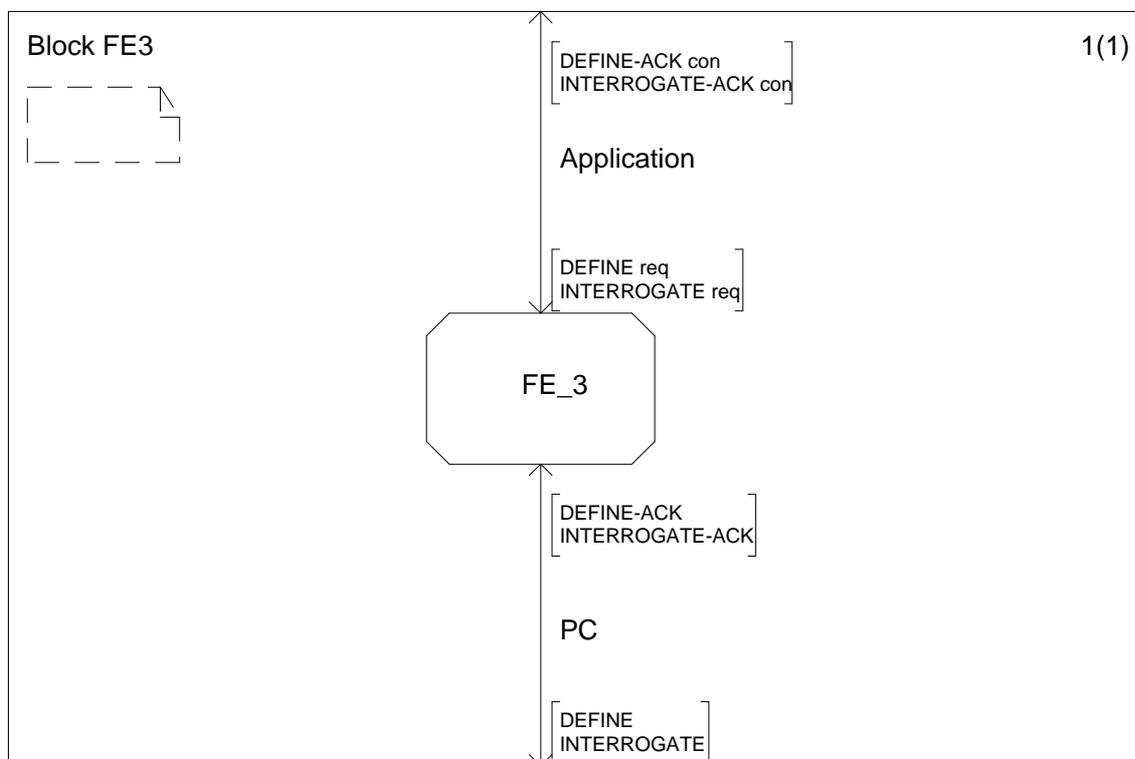 Block FE3
1(1)
DEFINE-ACK con
INTERROGATE-ACK con
Application
DEFINE req
INTERROGATE req
FE_3
DEFINE-ACK
INTERROGATE-ACK
PC
DEFINE
INTERROGATE